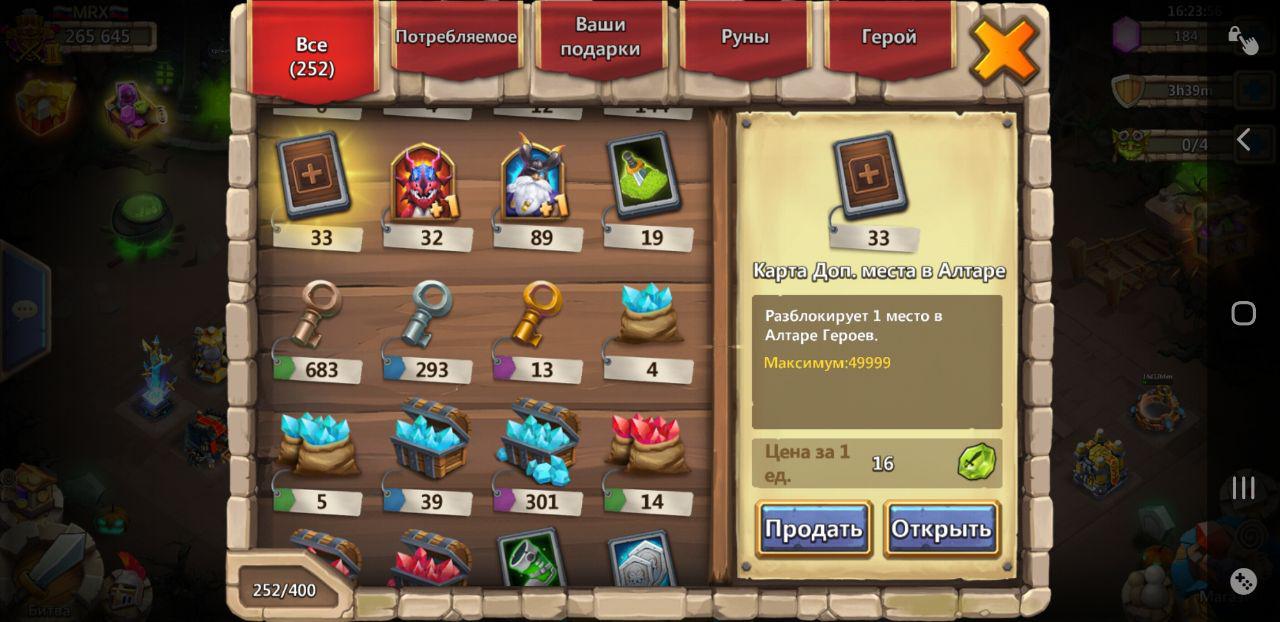 MRX
265 645
Все
(252)
Потребляемое
Ваши
подарки
Руны
Герой
16:23:56
184
3h39m
0/4
33
32
89
19
683
293
13
4
5
39
301
14
252/400
33
Карта Доп. места в Алтаре
Разблокирует 1 место в
Алтаре Героев.
Максимум:49999
Цена за 1
ед.
16
Продать
Открыть
Битва